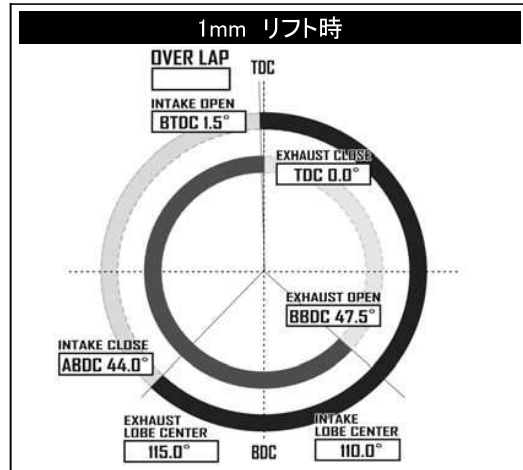 1mm リフト時
OVER LAP
TDC
INTAKE OPEN
BTDC 1.5°
EXHAUST CLOSE
TDC 0.0°
EXHAUST OPEN
BBDC 47.5°
INTAKE CLOSE
ABDC 44.0°
EXHAUST
LOBE CENTER
115.0°
BDC
INTAKE
LOBE CENTER
110.0°